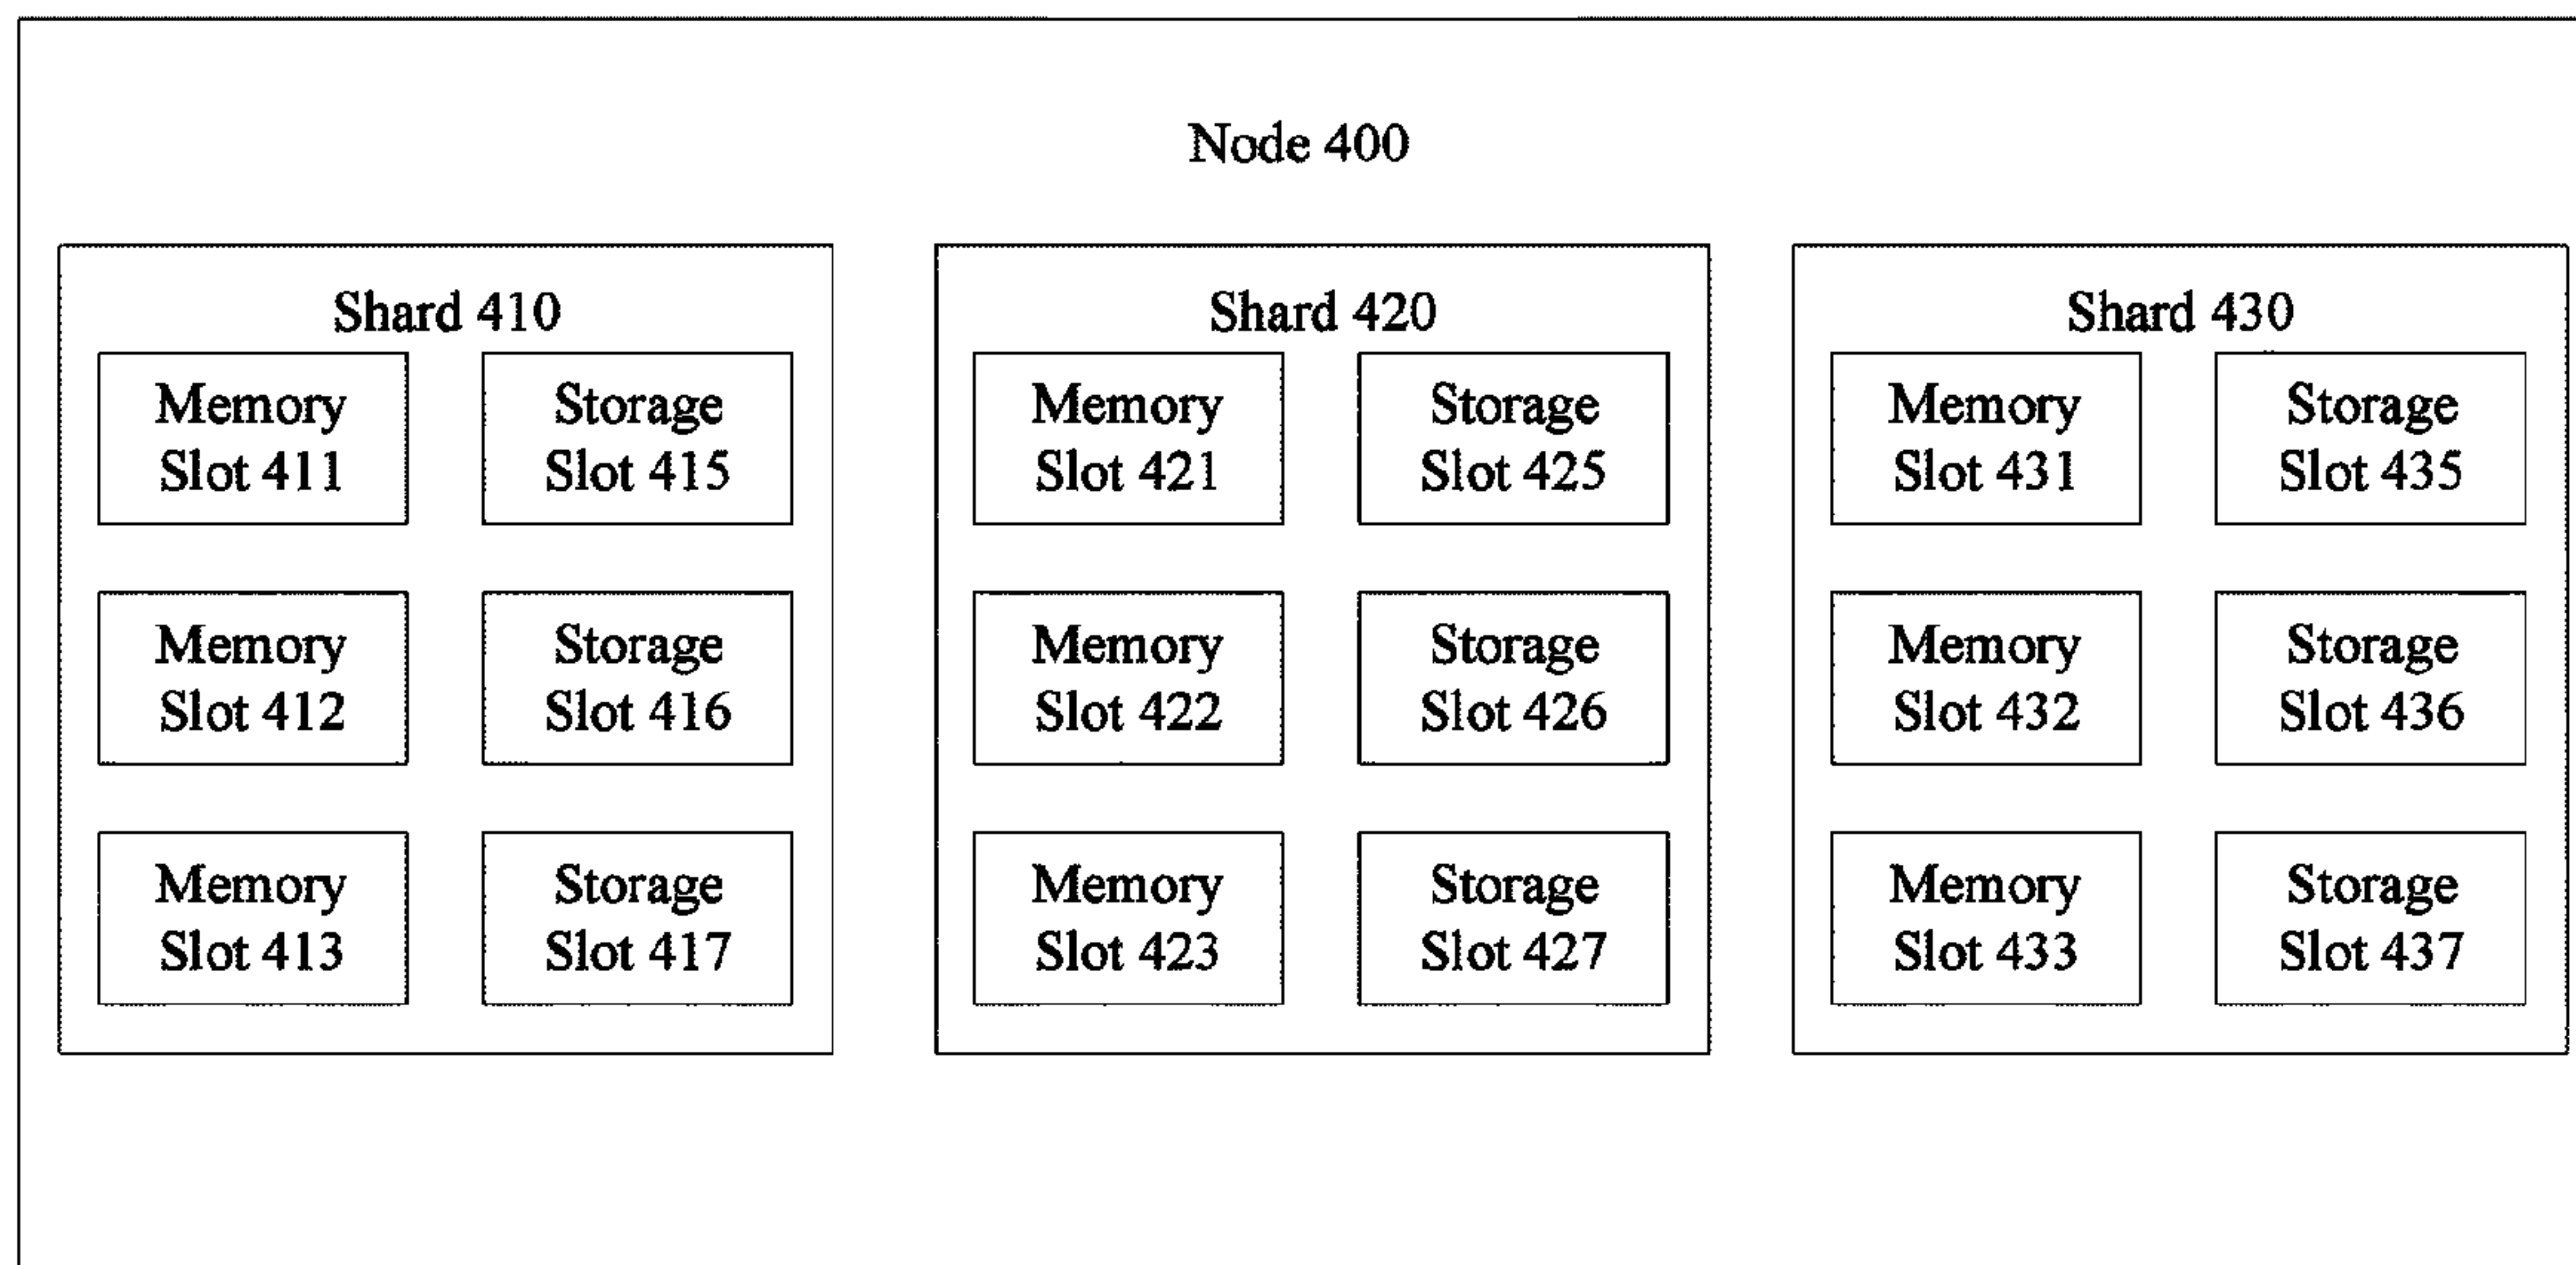 Node 400
Shard 410
Memory
Slot 411
Storage
Slot 415
Memory
Slot 412
Storage
Slot 416
Memory
Slot 413
Storage
Slot 417
Shard 420
Memory
Slot 421
Storage
Slot 425
Memory
Slot 422
Storage
Slot 426
Memory
Slot 423
Storage
Slot 427
Shard 430
Memory
Slot 431
Storage
Slot 435
Memory
Slot 432
Storage
Slot 436
Memory
Slot 433
Storage
Slot 437